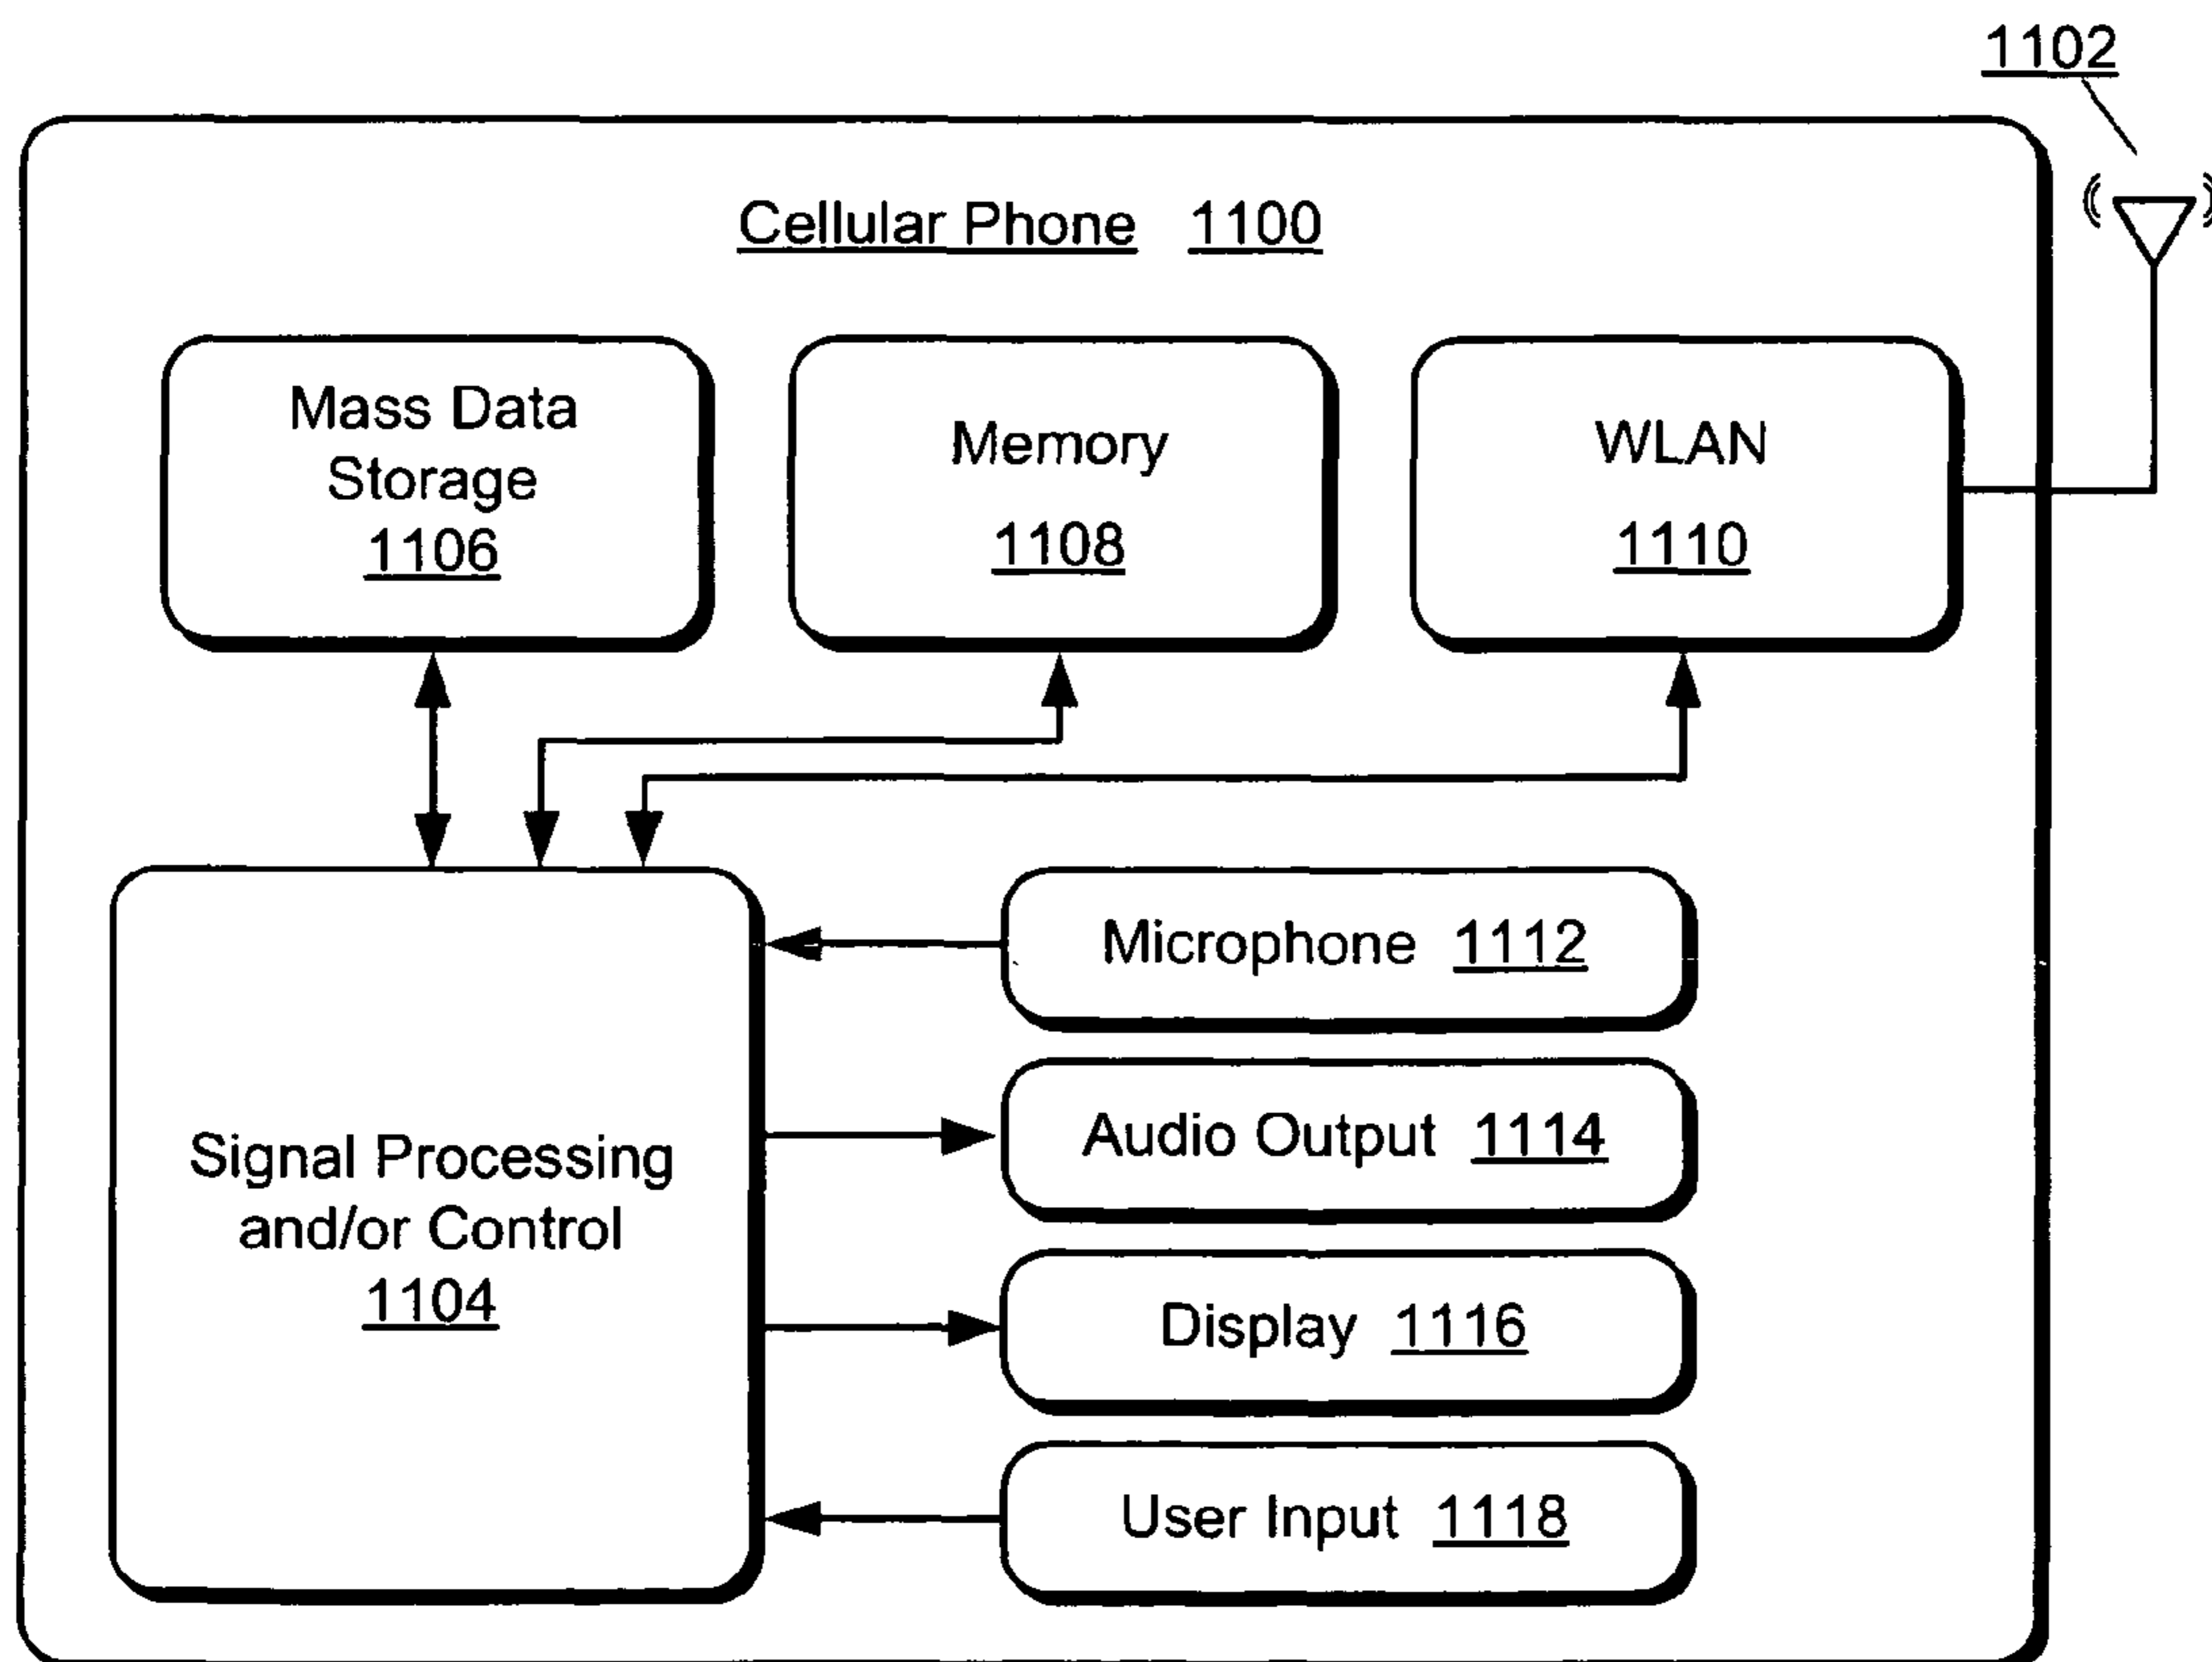 1102
Cellular Phone 1100
Mass Data
Storage
1106
Memory
1108
WLAN
1110
Signal Processing
and/or Control
1104
Microphone 1112
Audio Output 1114
Display 1116
User Input 1118